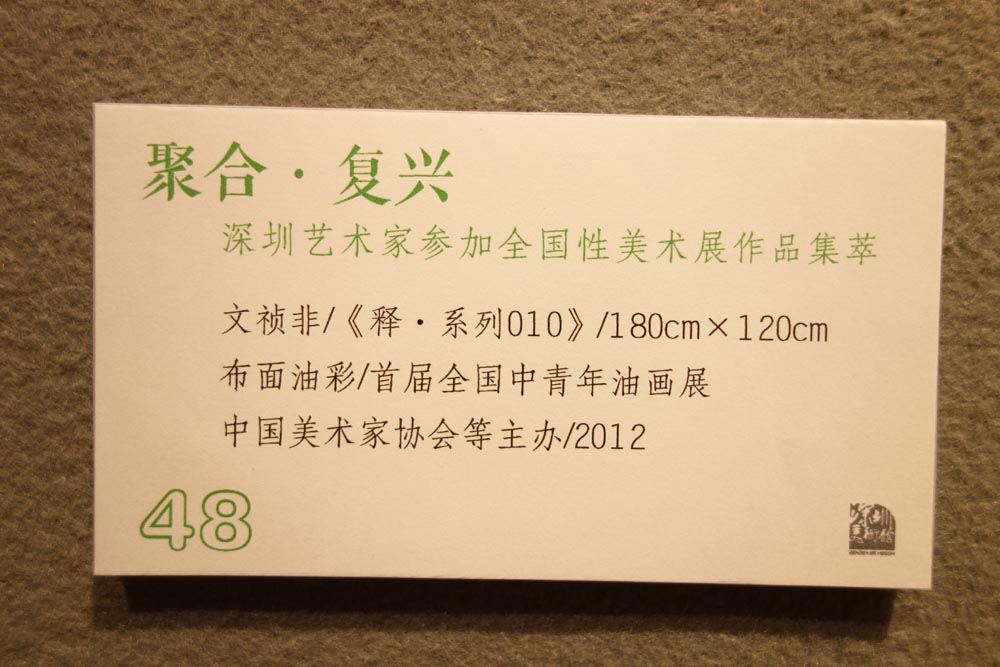 聚合·复兴
深圳艺术家参加全国性美术展作品集萃
文祯非/《释·系列010》/180cm×120cm
布面油彩/首届全国中青年油画展
中国美术家协会等主办/2012
48
美術館